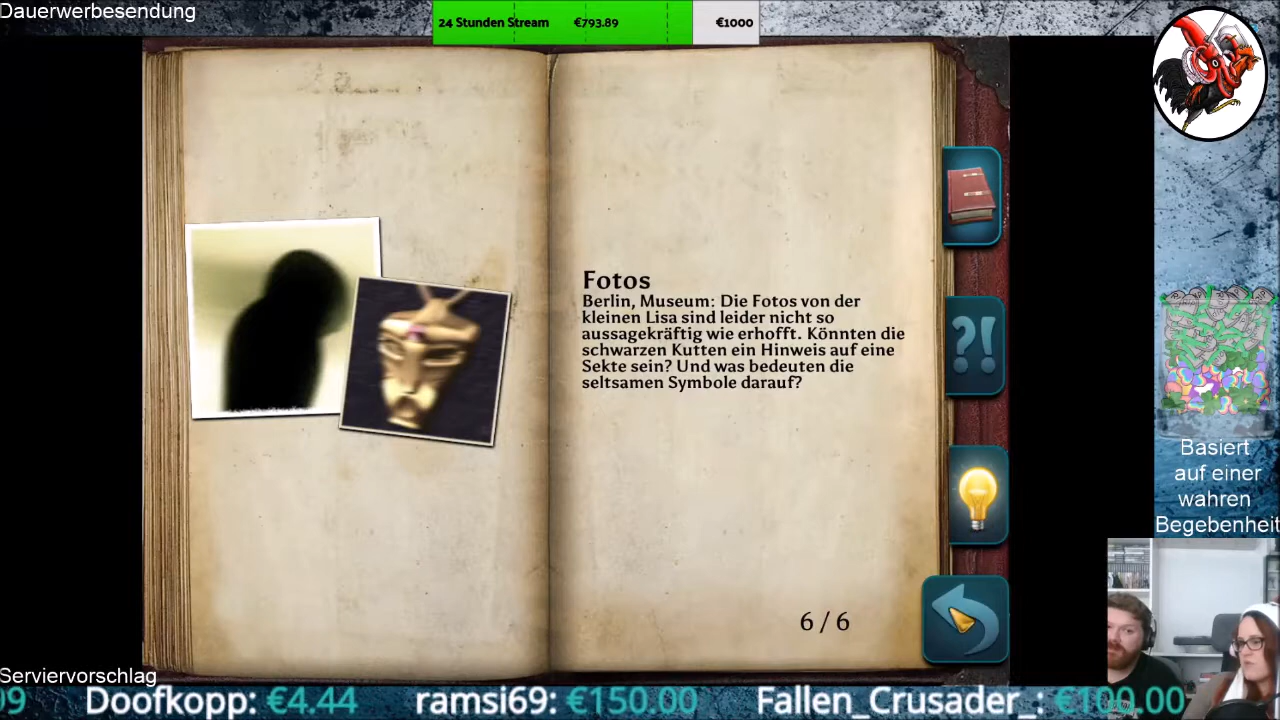 Dauerwerbesendung
24 Stunden Stream €793.89 €1000
Fotos
Berlin, Museum: Die Fotos von der
kleinen Lisa sind leider nicht so
aussagekräftig wie erhofft. Könnten die
schwarzen Kutten ein Hinweis auf eine
Sekte sein? Und was bedeuten die
seltsamen Symbole darauf?
6 / 6
?!
Basiert
auf einer
wahren
Begebenheit
Serviervorschlag
9 Doofkopp: €4.44 ramsi69: €150.00 Fallen_Crusader_: €100.00